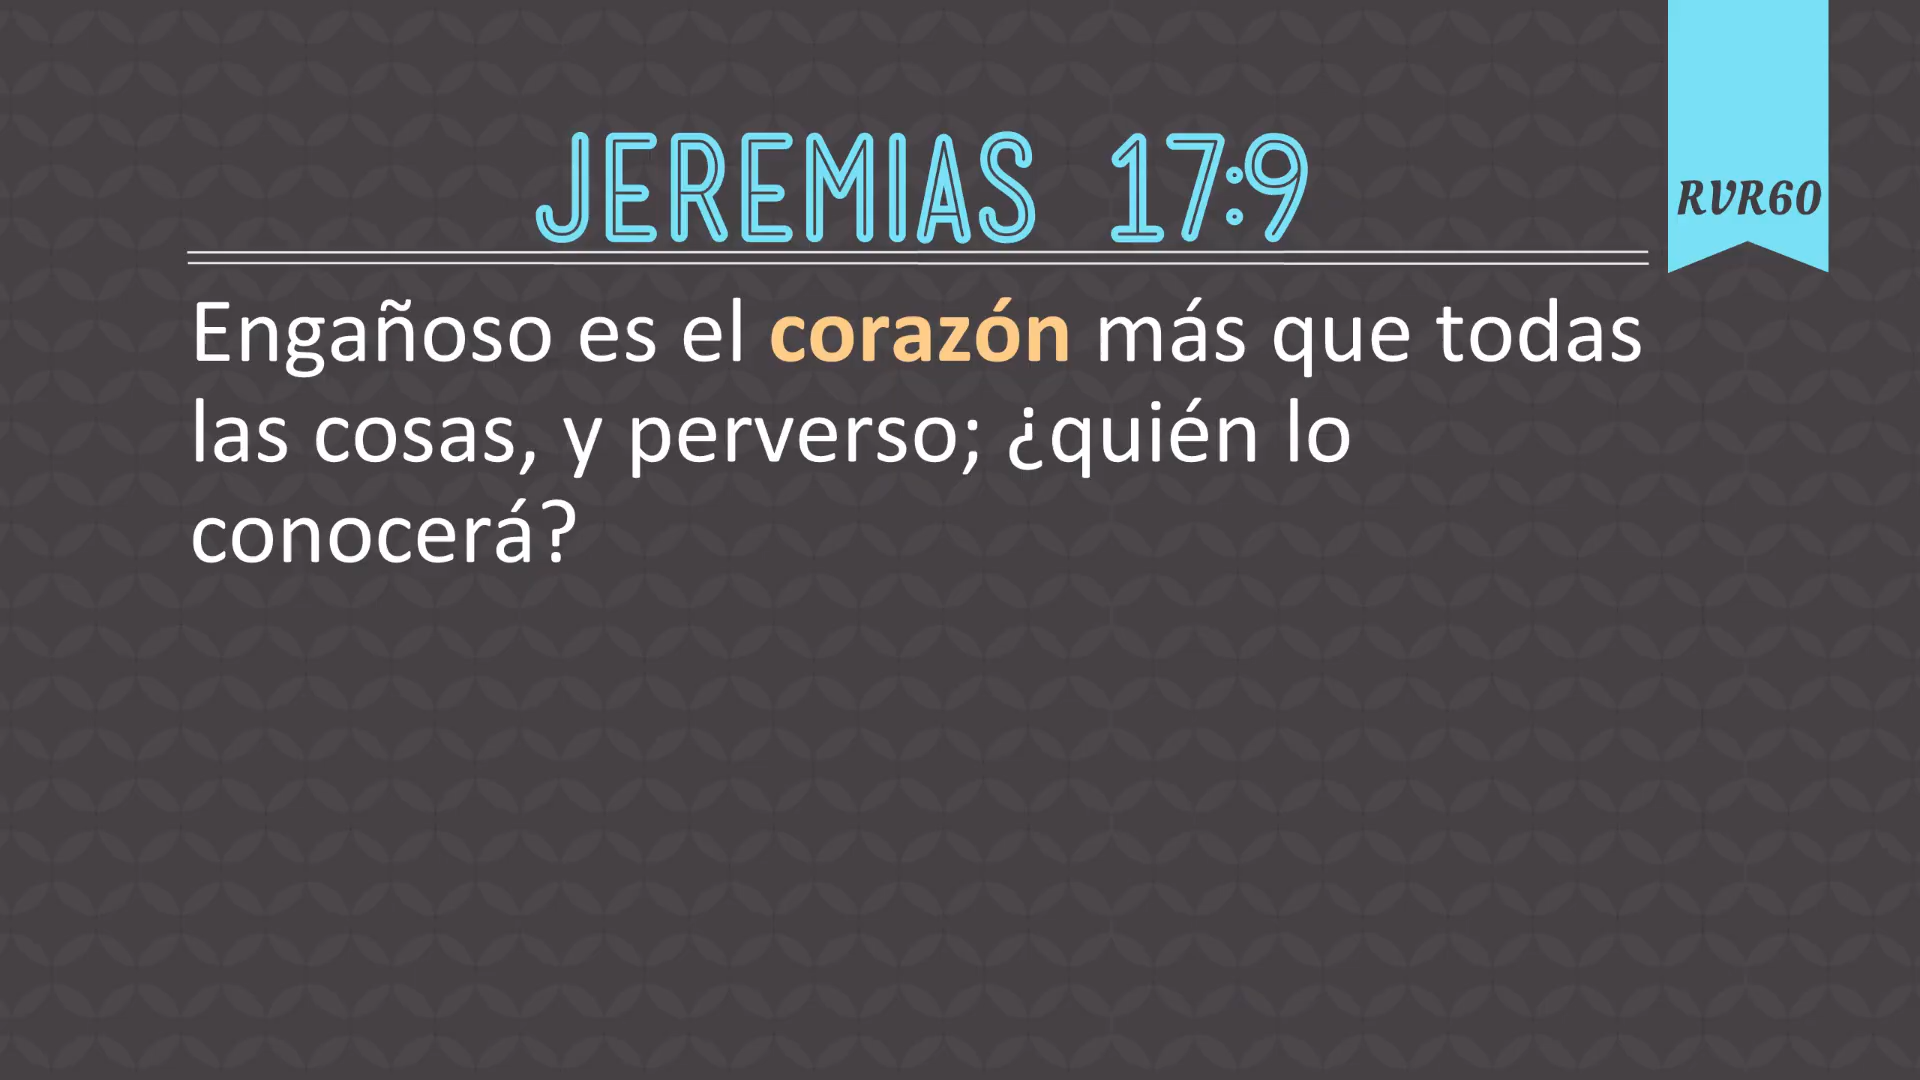 JEREMIAS 17:9
RVR60
Engañoso es el corazón más que todas
las cosas, y perverso; ¿quién lo
conocerá?